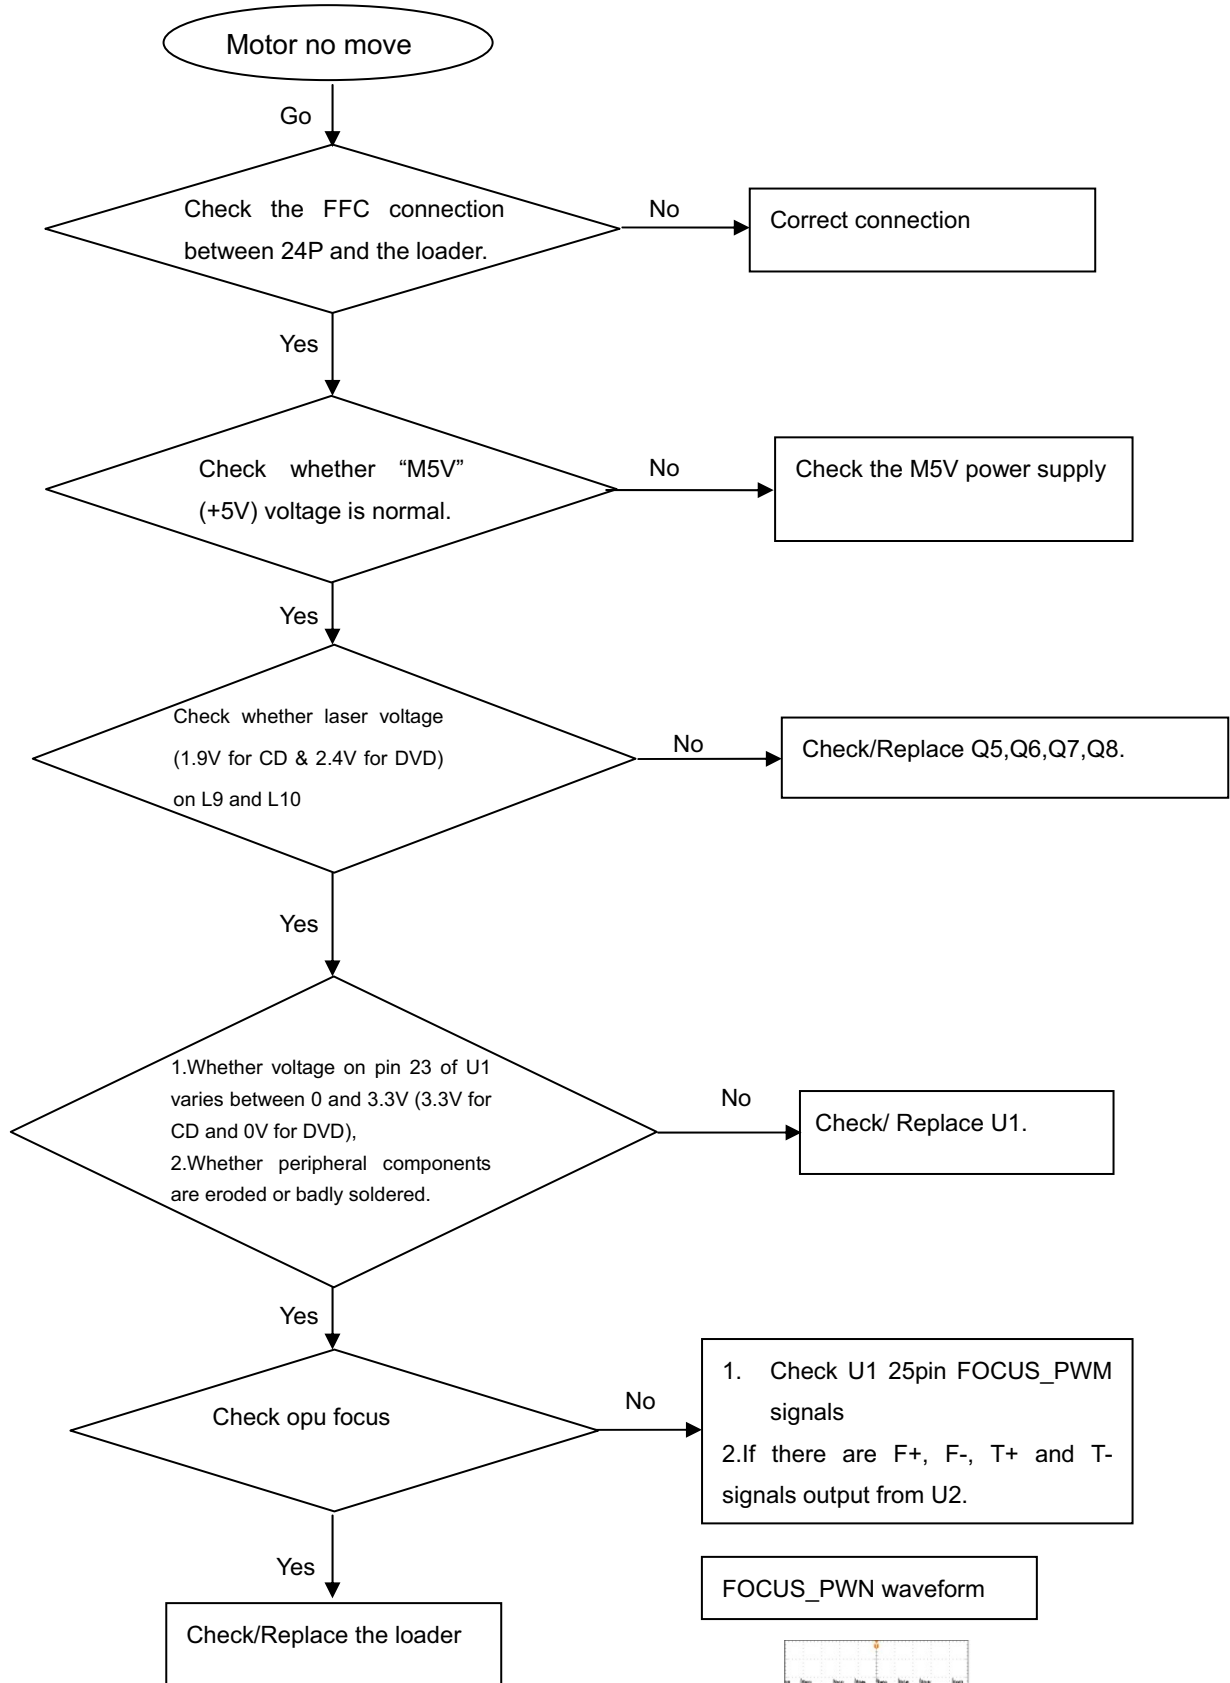 Motor no move
Go
Check the FFC connection
between 24P and the loader.
No
Correct connection
Yes
Check whether “M5V”
(+5V) voltage is normal.
No
Check the M5V power supply
Yes
Check whether laser voltage
(1.9V for CD & 2.4V for DVD)
on L9 and L10
No
Check/Replace Q5,Q6,Q7,Q8.
Yes
1.Whether voltage on pin 23 of U1
varies between 0 and 3.3V (3.3V for
CD and 0V for DVD),
2.Whether peripheral components
are eroded or badly soldered.
No
Check/ Replace U1.
Yes
Check opu focus
No
1. Check U1 25pin FOCUS_PWM
signals
2.If there are F+, F-, T+ and T-
signals output from U2.
Yes
FOCUS_PWN waveform
Check/Replace the loader